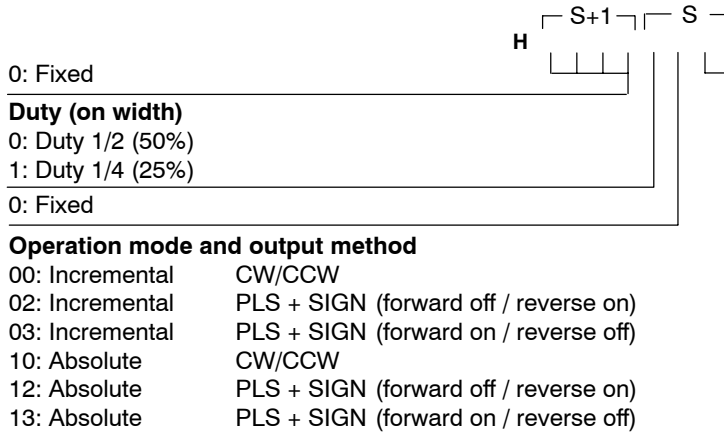 S+1 S
H
0: Fixed
Duty (on width)
0: Duty 1/2 (50%)
1: Duty 1/4 (25%)
0: Fixed
Operation mode and output method
00: Incremental CW/CCW
02: Incremental PLS + SIGN (forward off / reverse on)
03: Incremental PLS + SIGN (forward on / reverse off)
10: Absolute CW/CCW
12: Absolute PLS + SIGN (forward off / reverse on)
13: Absolute PLS + SIGN (forward on / reverse off)